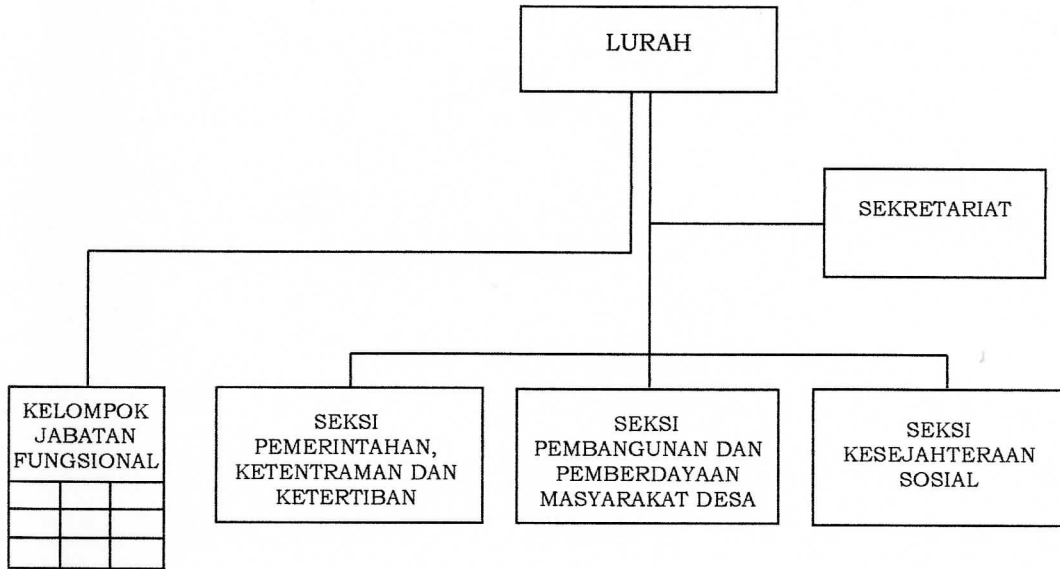 LURAH
SEKRETARIAT
KELOMPOK
JABATAN
FUNGSIONAL
SEKSI
PEMERINTAHAN,
KETENTRAMAN DAN
KETERTIBAN
SEKSI
PEMBANGUNAN DAN
PEMBERDAYAAN
MASYARAKAT DESA
SEKSI
KESEJAHTERAAN
SOSIAL